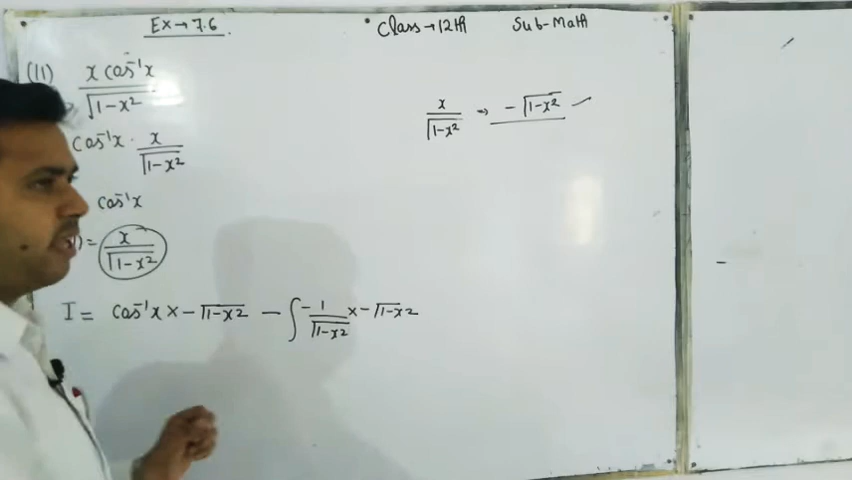 Ex→7.6
• Class→12th Sub-Math
(11) x cos⁻¹x / √1-x²
cos⁻¹x · x / √1-x²
x / √1-x² → -√1-x²
cos⁻¹x
) = x / √1-x²
I = cos⁻¹x × -√1-x² - ∫ - 1 / √1-x² × -√1-x²